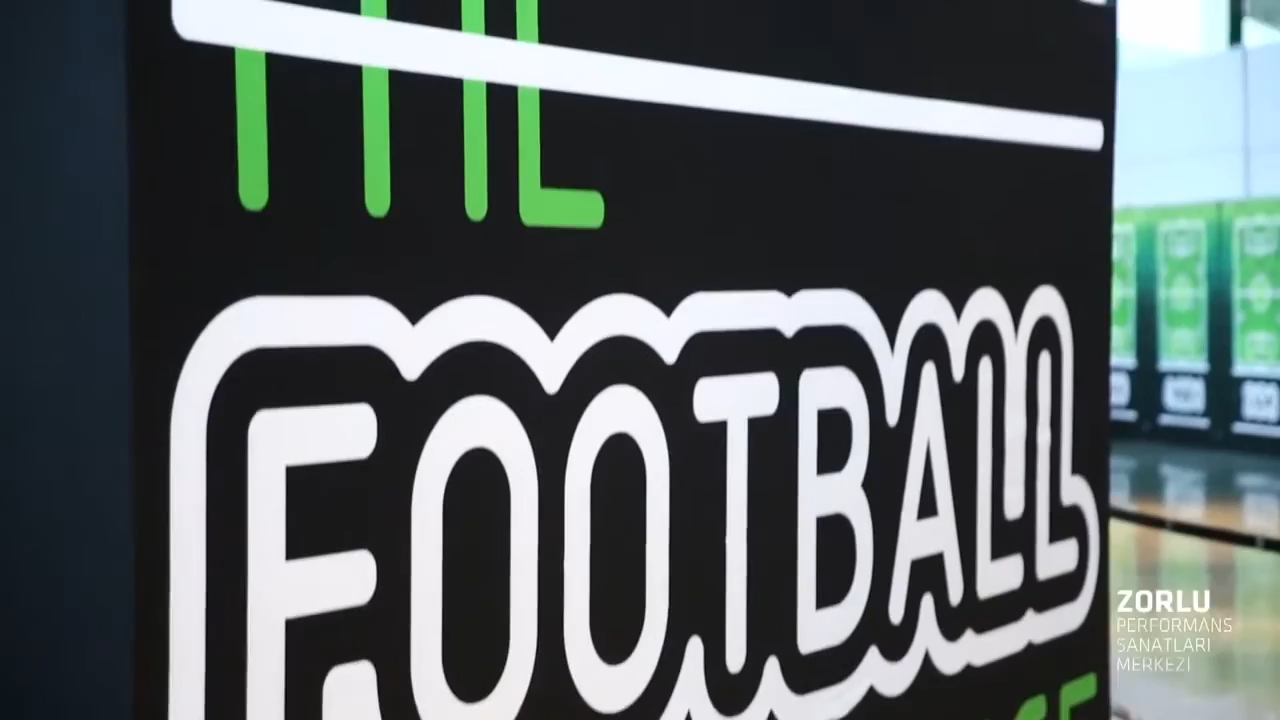 FOOTBALL
ZORLU
PERFORMANS
SANATLARI
MERKEZİ